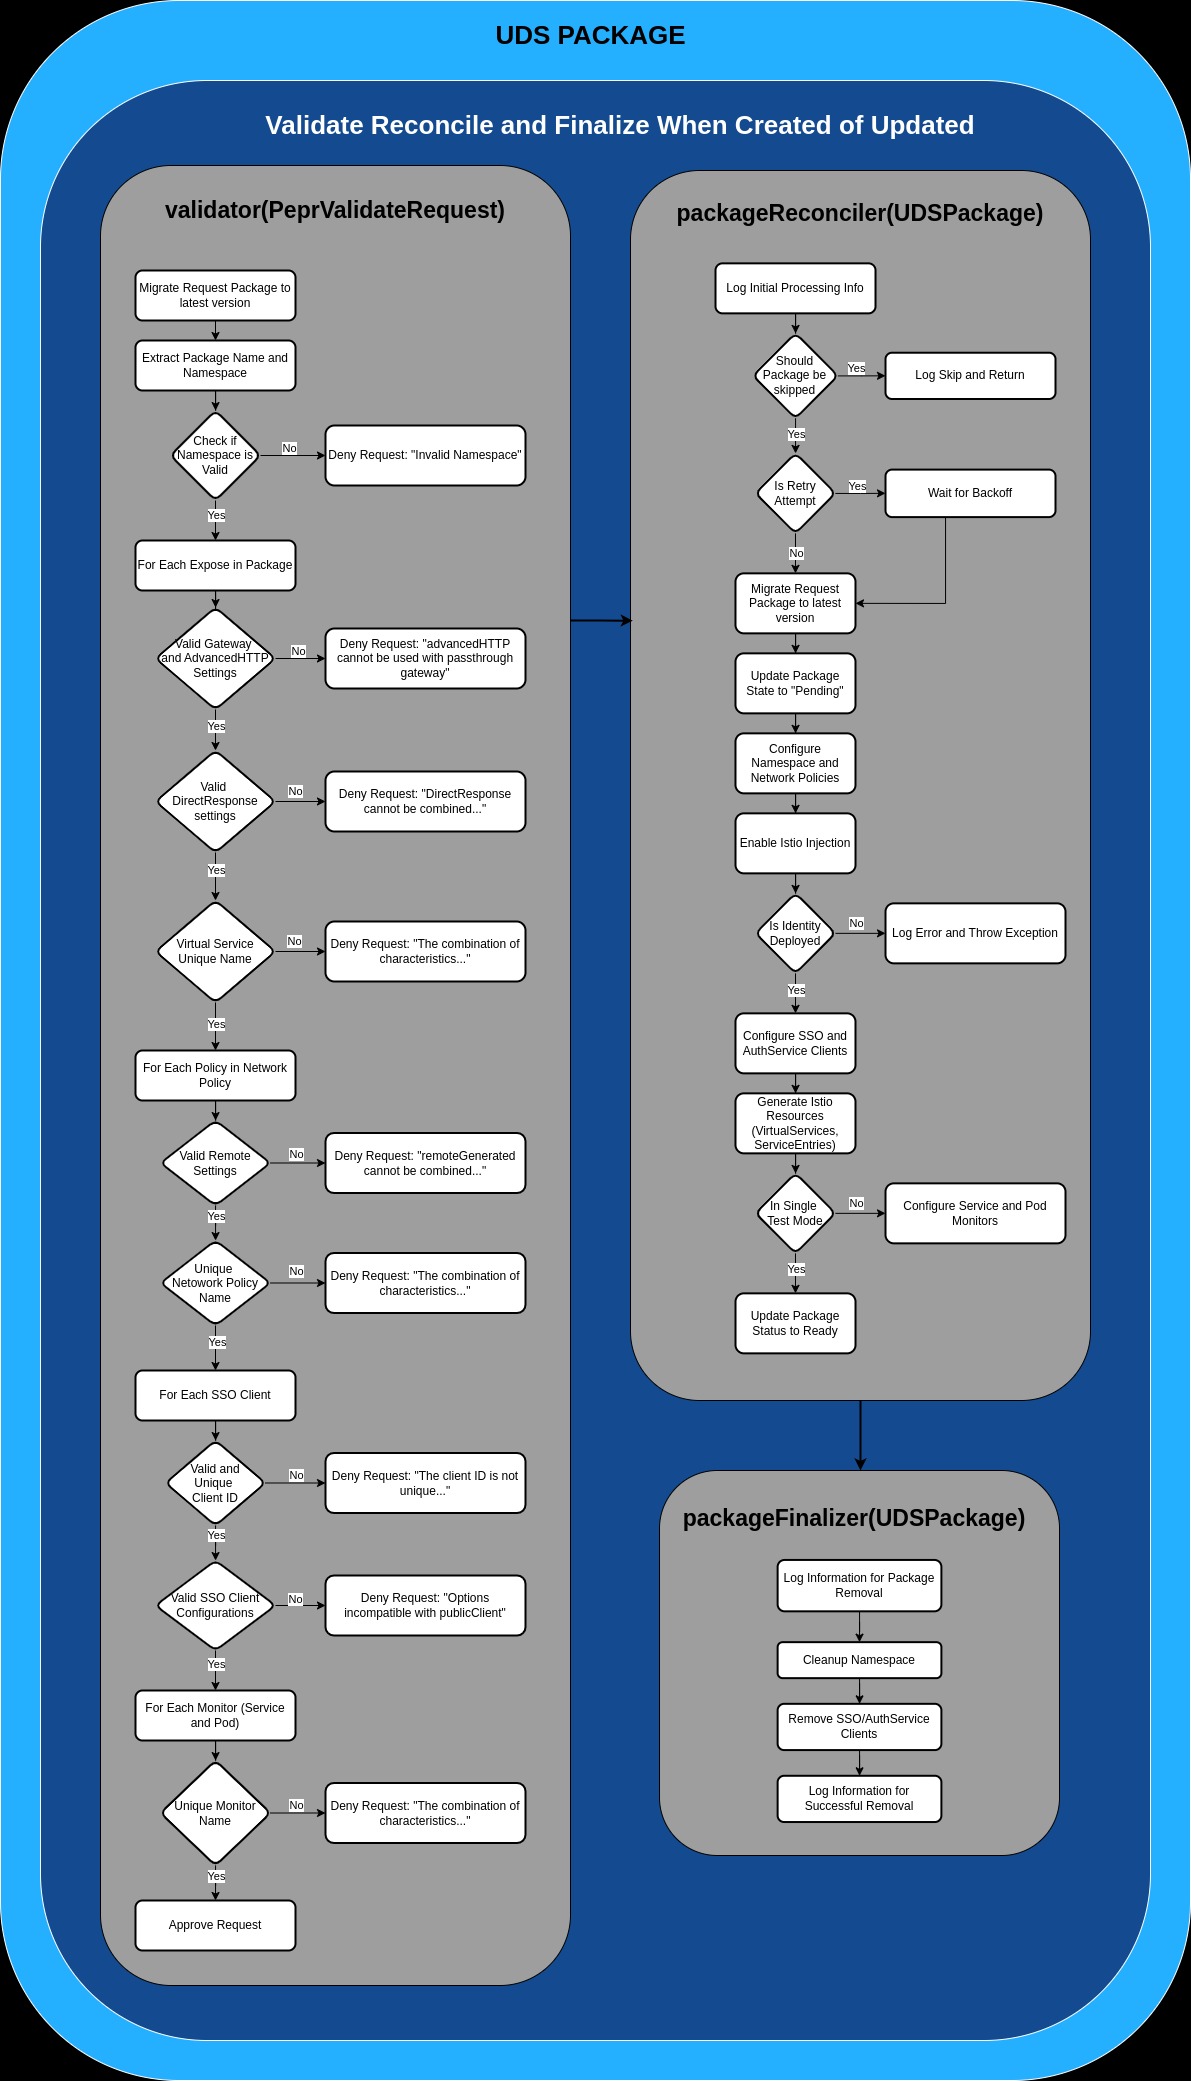 UDS PACKAGE
Validate Reconcile and Finalize When Created of Updated
validator(PeprValidateRequest)
Migrate Request Package to
latest version
Extract Package Name and
Namespace
Check if
Namespace is
Valid
No
Deny Request: "Invalid Namespace"
Yes
For Each Expose in Package
Valid Gateway
and AdvancedHTTP
Settings
No
Deny Request: "advancedHTTP
cannot be used with passthrough
gateway"
Yes
Valid
DirectResponse
settings
No
Deny Request: "DirectResponse
cannot be combined..."
Yes
Virtual Service
Unique Name
No
Deny Request: "The combination of
characteristics..."
Yes
For Each Policy in Network
Policy
Valid Remote
Settings
No
Deny Request: "remoteGenerated
cannot be combined..."
Yes
Unique
Netowork Policy
Name
No
Deny Request: "The combination of
characteristics..."
Yes
For Each SSO Client
Valid and
Unique
Client ID
No
Deny Request: "The client ID is not
unique..."
Yes
Valid SSO Client
Configurations
No
Deny Request: "Options
incompatible with publicClient"
Yes
For Each Monitor (Service
and Pod)
Unique Monitor
Name
No
Deny Request: "The combination of
characteristics..."
Yes
Approve Request
packageReconciler(UDSPackage)
Log Initial Processing Info
Should
Package be
skipped
Yes
Log Skip and Return
Yes
Is Retry
Attempt
Yes
Wait for Backoff
No
Migrate Request
Package to latest
version
Update Package
State to "Pending"
Configure
Namespace and
Network Policies
Enable Istio Injection
Is Identity
Deployed
No
Log Error and Throw Exception
Yes
Configure SSO and
AuthService Clients
Generate Istio
Resources
(VirtualServices,
ServiceEntries)
In Single
Test Mode
No
Configure Service and Pod
Monitors
Yes
Update Package
Status to Ready
packageFinalizer(UDSPackage)
Log Information for Package
Removal
Cleanup Namespace
Remove SSO/AuthService
Clients
Log Information for
Successful Removal